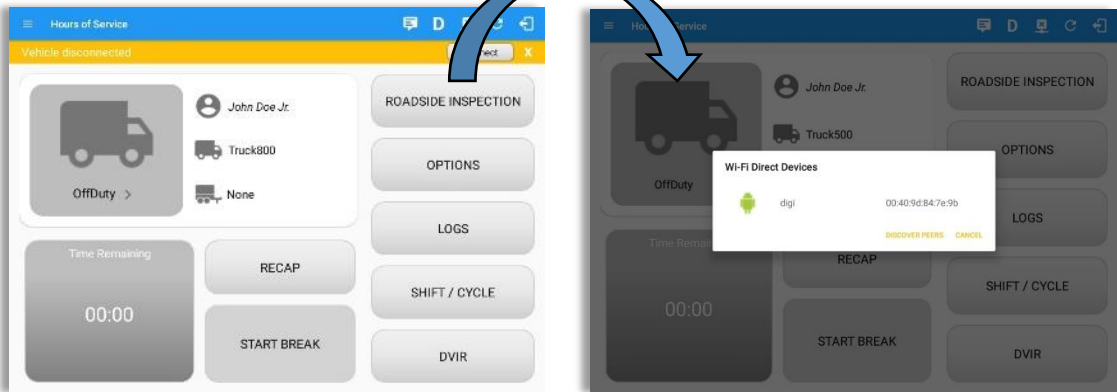 Hours of Service
D
Vehicle disconnected
X
John Doe Jr.
Truck800
OffDuty >
None
ROADSIDE INSPECTION
OPTIONS
LOGS
SHIFT / CYCLE
DVIR
Time Remaining
00:00
RECAP
START BREAK
Service
D
John Doe Jr.
Truck500
OffDuty
ROADSIDE INSPECTION
OPTIONS
LOGS
SHIFT / CYCLE
DVIR
Wi-Fi Direct Devices
digi 00:40:9d:84:7e:9b
DISCOVER PEERS CANCEL
Time
00:00
RECAP
START BREAK